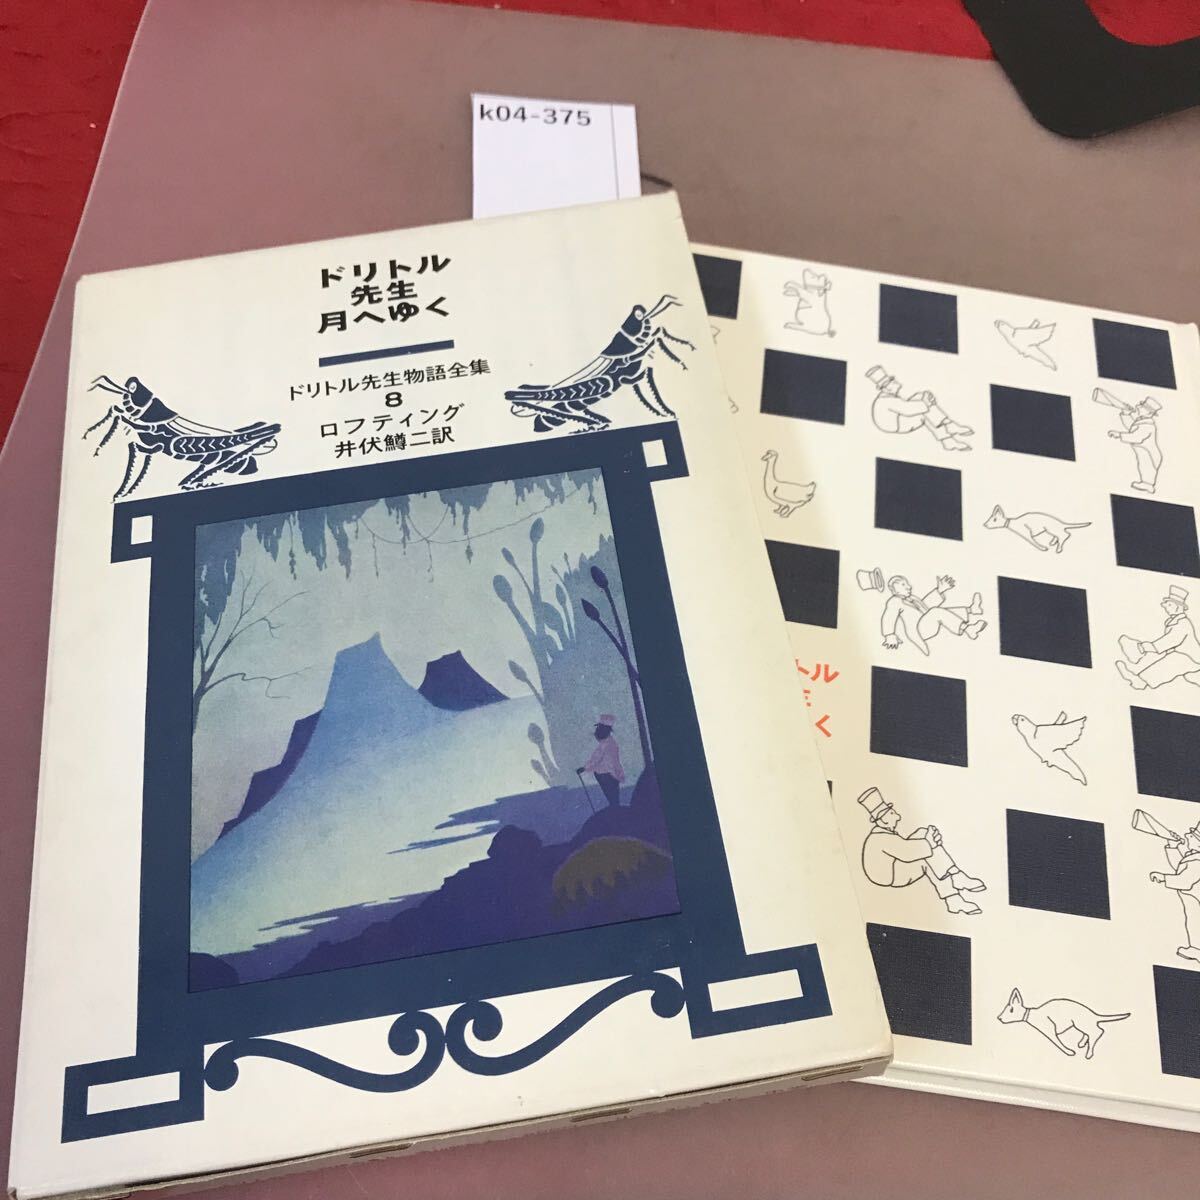 k04-375
ドリトル
先生
月へゆく
ドリトル先生物語全集
8
ロフティング
井伏鱒二訳
トル
く